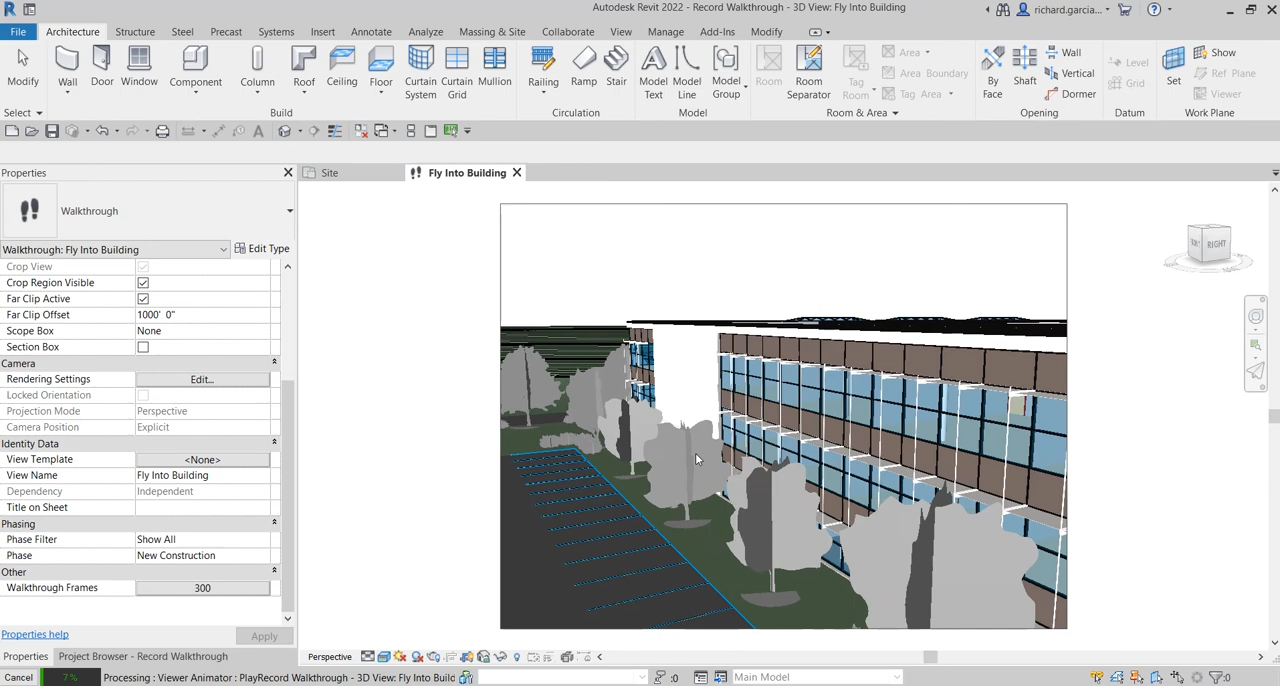 Autodesk Revit 2022 - Record Walkthrough - 3D View: Fly Into Building
richard.garcia...
File Architecture Structure Steel Precast Systems Insert Annotate Analyze Massing & Site Collaborate View Manage Add-Ins Modify
Modify Wall Door Window Component Column Roof Ceiling Floor Curtain System Curtain Grid Mullion Railing Ramp Stair Model Text Model Line Model Group Room Room Separator Tag Room
Area
Area Boundary
Tag Area
By Face Shaft
Wall
Vertical
Dormer
Level
Grid
Set
Show
Ref Plane
Viewer
Select Build Circulation Model Room & Area Opening Datum Work Plane
Properties
Site
Fly Into Building
Walkthrough
Walkthrough: Fly Into Building
Edit Type
Crop View
Crop Region Visible
Far Clip Active
Far Clip Offset 1000' 0"
Scope Box None
Section Box
Camera
Rendering Settings Edit...
Locked Orientation
Projection Mode Perspective
Camera Position Explicit
Identity Data
View Template <None>
View Name Fly Into Building
Dependency Independent
Title on Sheet
Phasing
Phase Filter Show All
Phase New Construction
Other
Walkthrough Frames 300
Properties help
Apply
Properties Project Browser - Record Walkthrough
RIGHT
Perspective
Cancel 7% Processing : Viewer Animator : PlayRecord Walkthrough - 3D View: Fly Into Build
:0
Main Model
:0